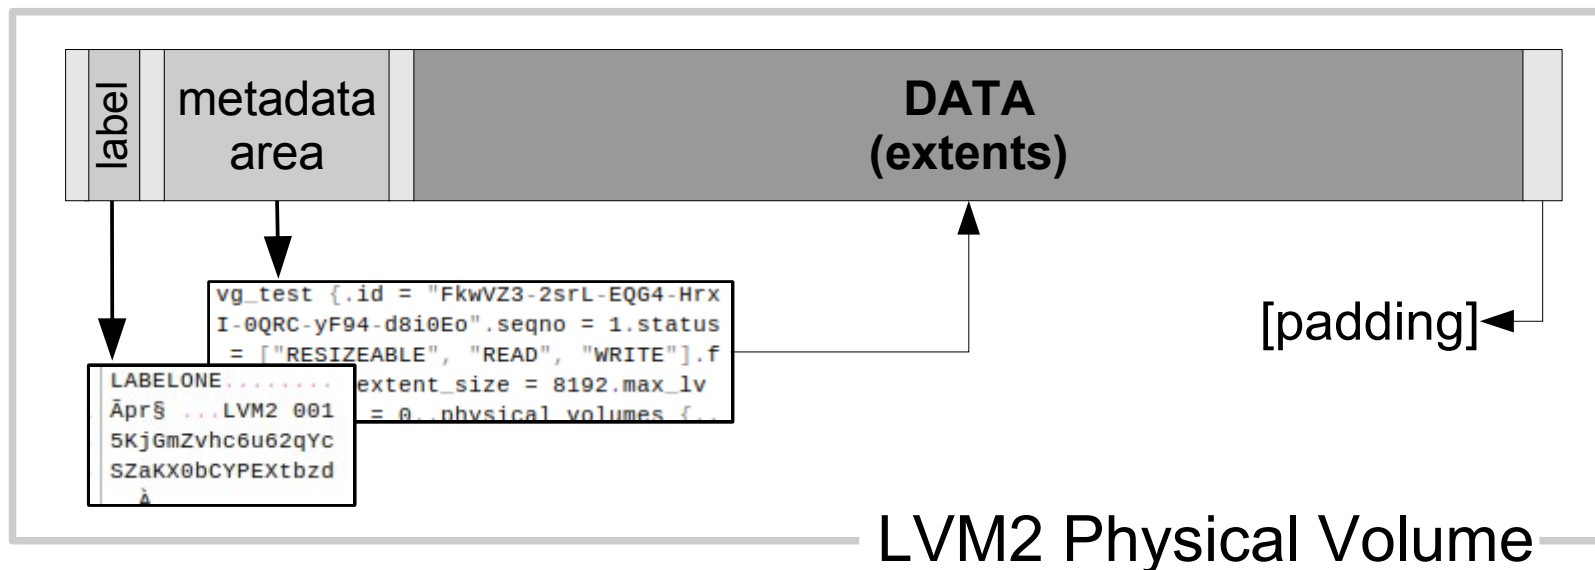 label
metadata
area
DATA
(extents)
vg_test {.id = "FkwVZ3-2srL-EQG4-Hrx
I-0QRC-yF94-d8i0Eo".seqno = 1.status
= ["RESIZEABLE", "READ", "WRITE"].f
extent_size = 8192.max_lv
= 0..physical_volumes {..
LABELONE........
Āpr§ ...LVM2 001
5KjGmZvhc6u62qYc
SZaKX0bCYPEXtbzd
À
[padding]
LVM2 Physical Volume